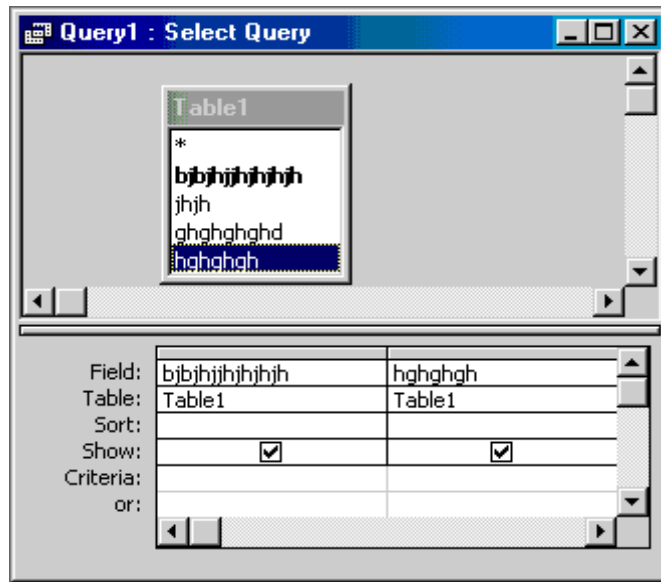 Query1 : Select Query
Table1
*
bjbjhjjhjhjhjh
jhjh
ghghghghd
hghghgh
Field: bjbjhjjhjhjhjh hghghgh
Table: Table1 Table1
Sort:
Show:
Criteria:
or: